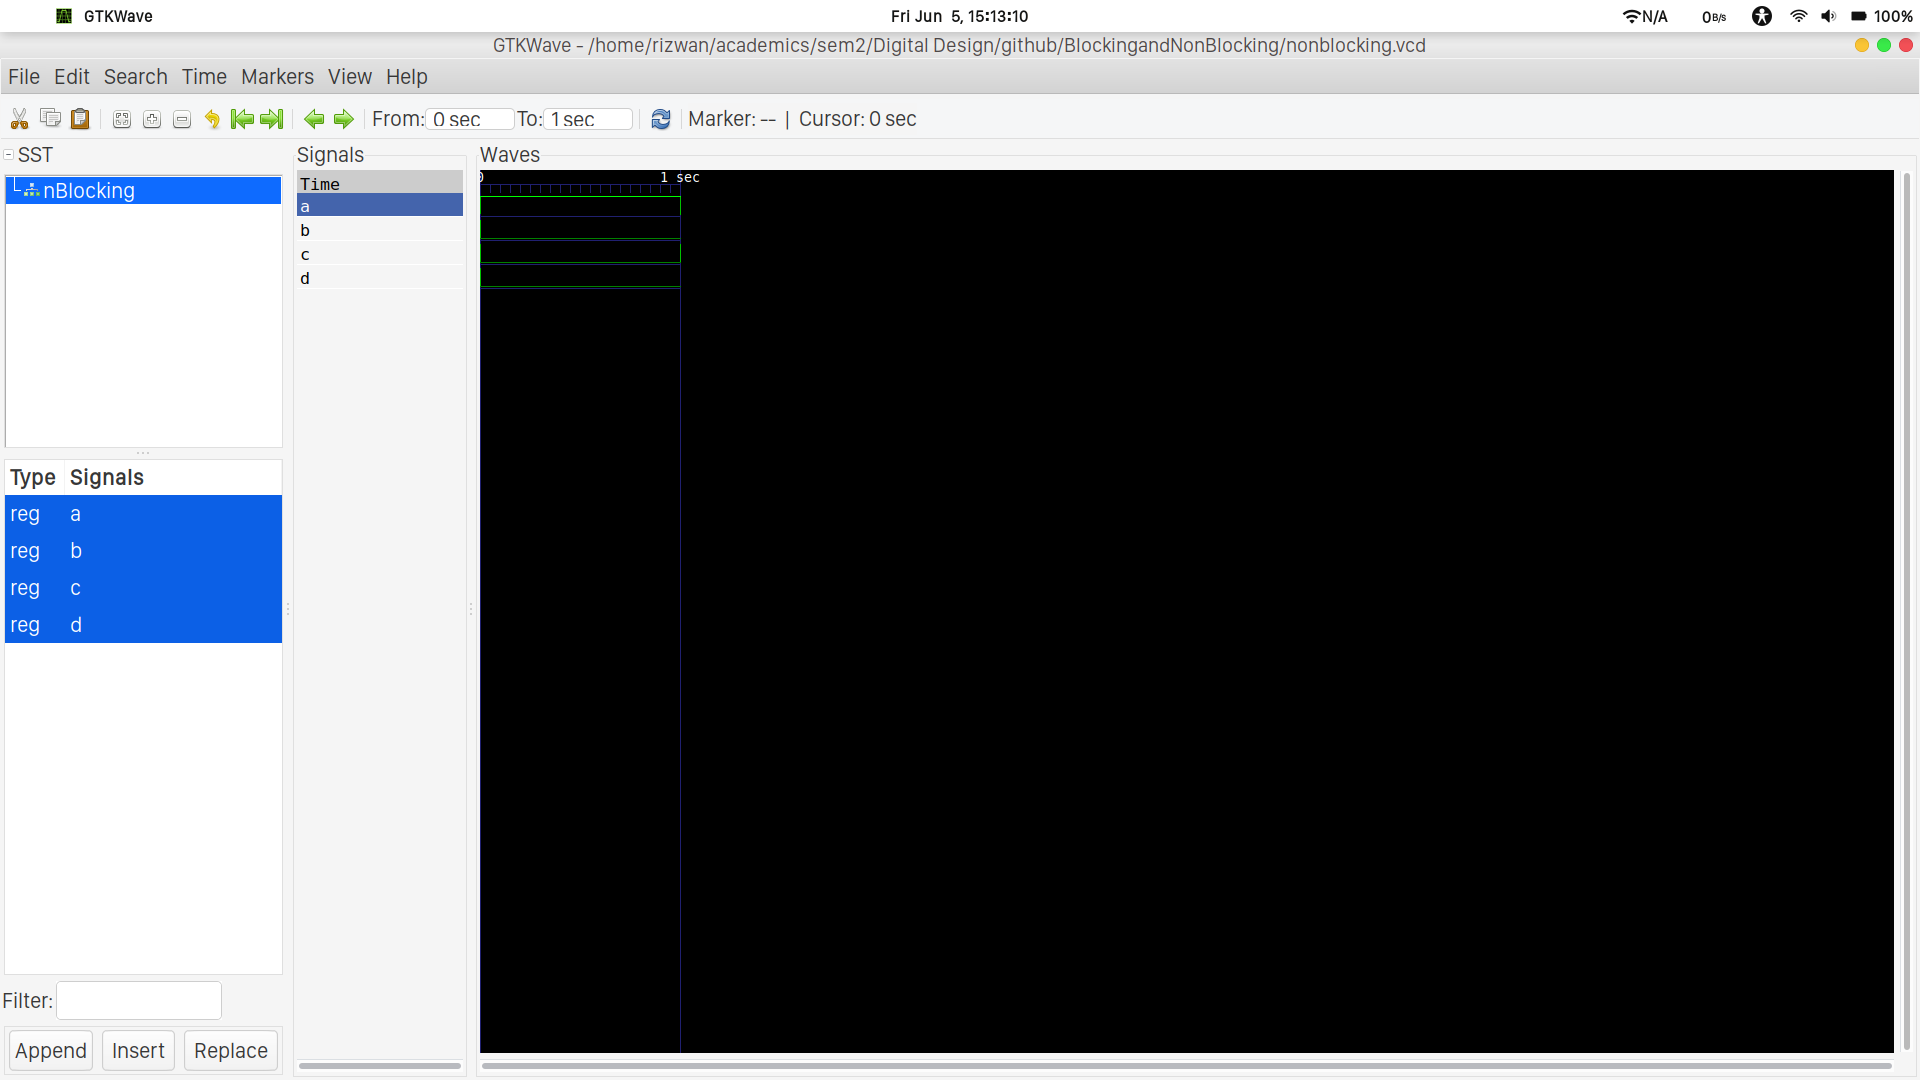 GTKWave
Fri Jun 5, 15:13:10
N/A
0B/s
100%
GTKWave - /home/rizwan/academics/sem2/Digital Design/github/BlockingandNonBlocking/nonblocking.vcd
File Edit Search Time Markers View Help
From: 0 sec To: 1 sec Marker: -- | Cursor: 0 sec
SST
nBlocking
Type Signals
reg a
reg b
reg c
reg d
Filter:
Append Insert Replace
Signals
Time
a
b
c
d
Waves
0 1 sec